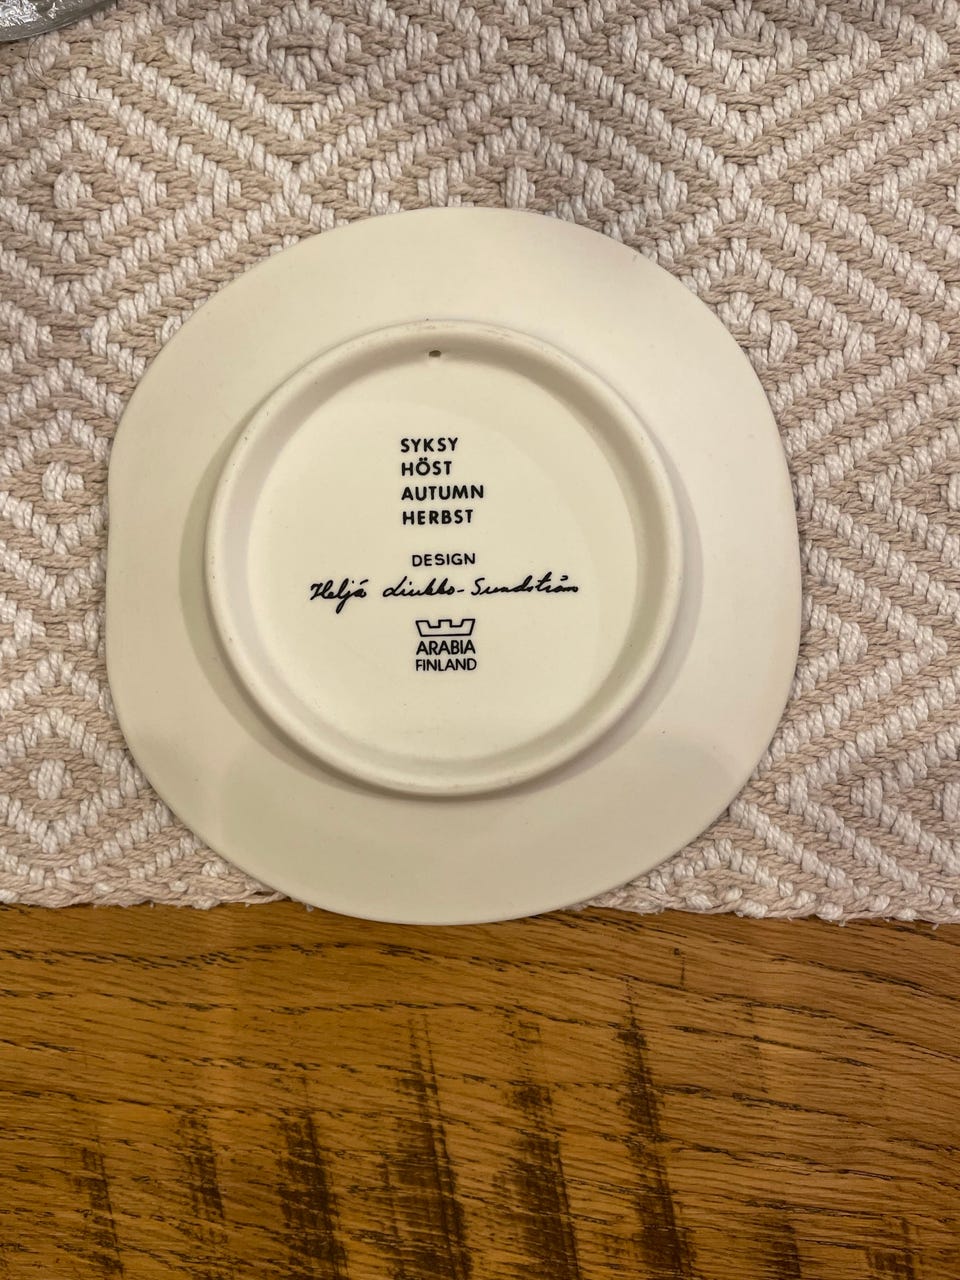 SYKSY
HÖST
AUTUMN
HERBST
DESIGN
Heljä Liukko-Sundström
ARABIA
FINLAND